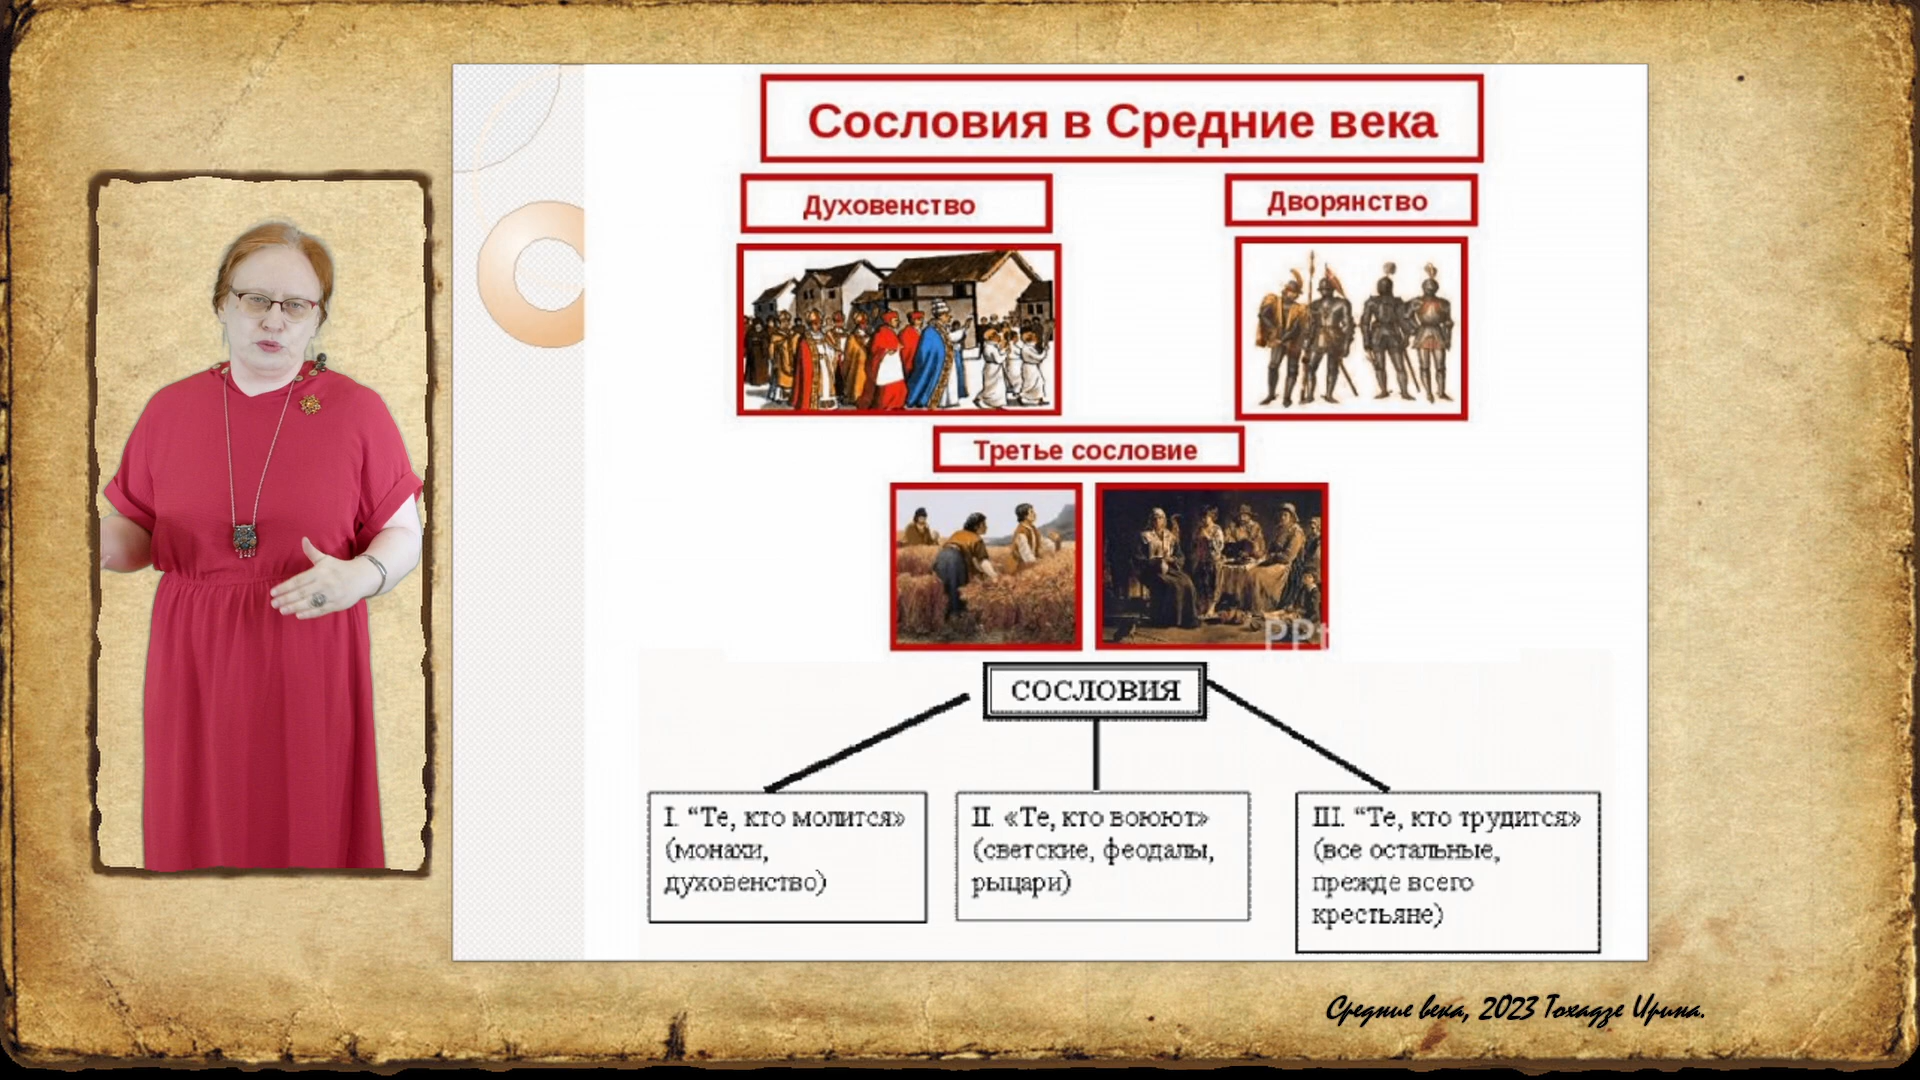 Сословия в Средние века
Духовенство
Дворянство
Третье сословие
PPt
СОСЛОВИЯ
I. “Те, кто молится»
(монахи,
духовенство)
II. «Те, кто воюют»
(светские, феодалы,
рыцари)
III. “Те, кто трудится»
(все остальные,
прежде всего
крестьяне)
Средние века, 2023 Тохадзе Ирина.